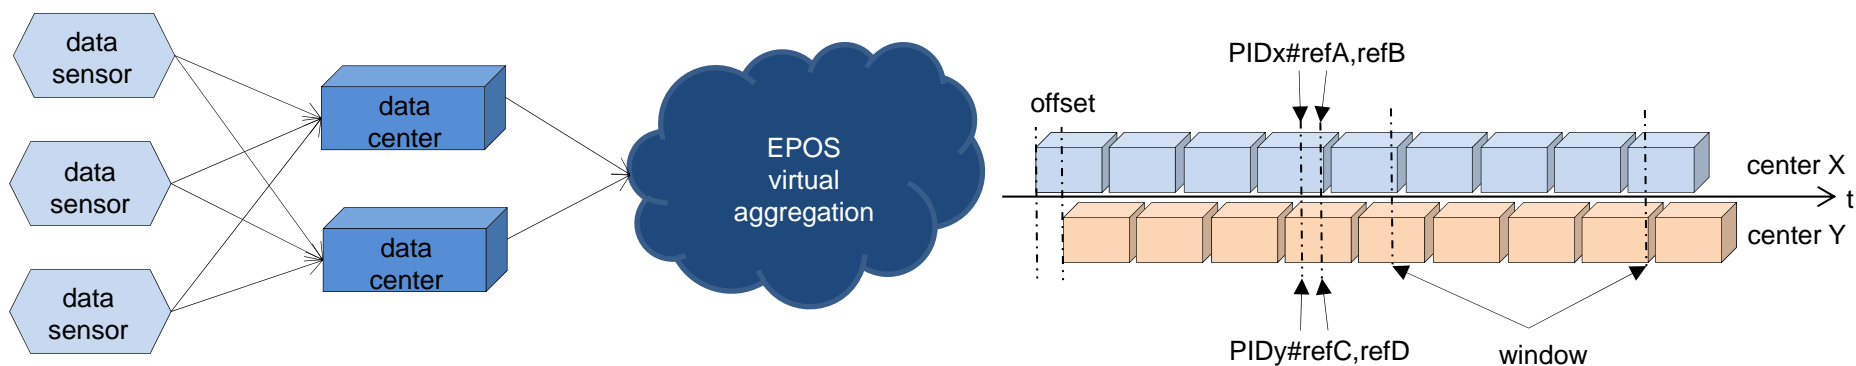 data
sensor
data
sensor
data
sensor
data
center
data
center
EPOS
virtual
aggregation
PIDx#refA,refB
offset
center X
t
center Y
PIDy#refC,refD
window